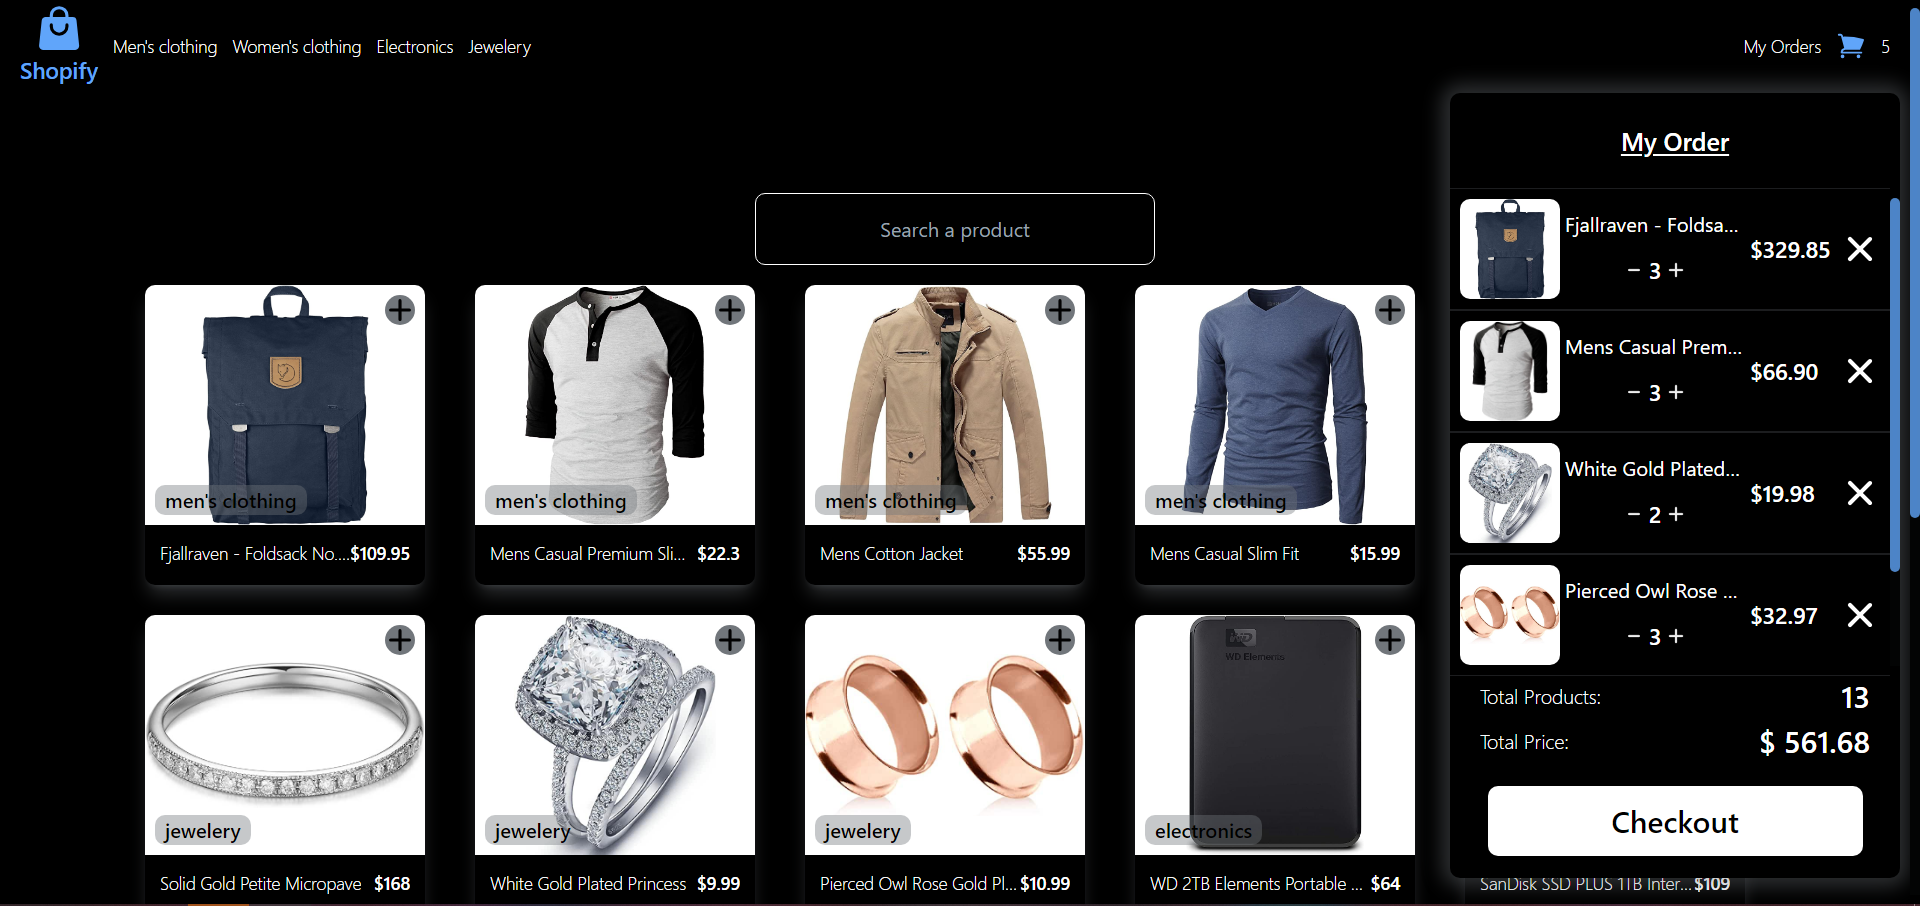 Shopify
Men's clothing Women's clothing Electronics Jewelery
My Orders 5
Search a product
men's clothing
Fjallraven - Foldsack No.... $109.95
men's clothing
Mens Casual Premium Sli... $22.3
men's clothing
Mens Cotton Jacket $55.99
men's clothing
Mens Casual Slim Fit $15.99
jewelery
Solid Gold Petite Micropave $168
jewelery
White Gold Plated Princess $9.99
jewelery
Pierced Owl Rose Gold Pl... $10.99
WD
WD Elements
electronics
WD 2TB Elements Portable ... $64
SanDisk SSD PLUS 1TB Inter... $109
My Order
Fjallraven - Foldsa...
− 3 +
$329.85
Mens Casual Prem...
− 3 +
$66.90
White Gold Plated...
− 2 +
$19.98
Pierced Owl Rose ...
− 3 +
$32.97
Total Products: 13
Total Price: $ 561.68
Checkout